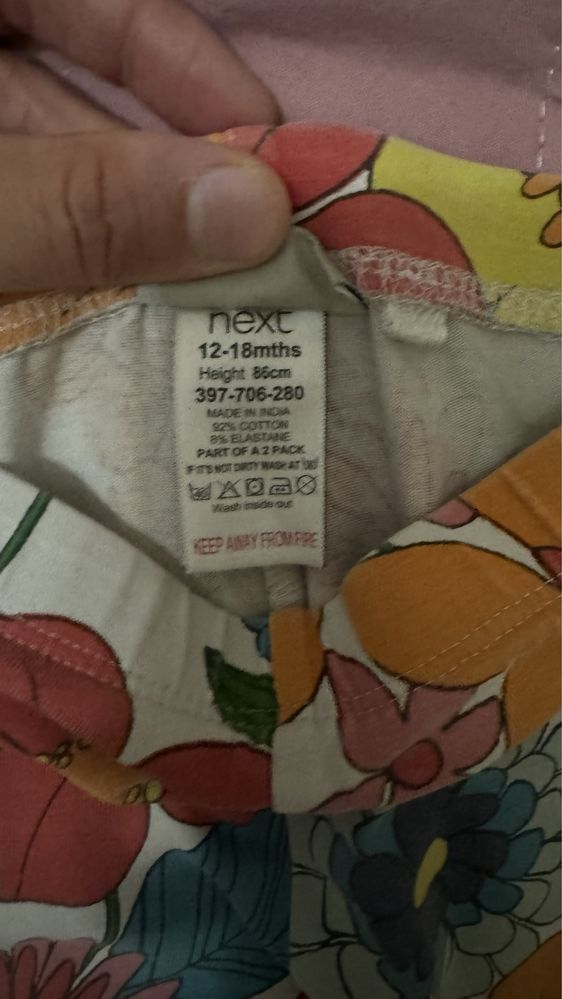 next
12-18mths
Height 86cm
397-706-280
MADE IN INDIA
92% COTTON
8% ELASTANE
PART OF A 2 PACK
IF IT'S NOT DIRTY WASH AT
Wash inside out
KEEP AWAY FROM FIRE